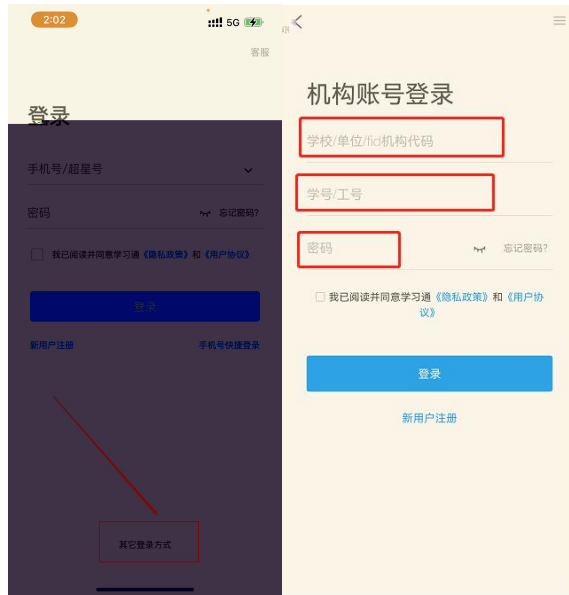 2:02
5G
客服
登录
手机号/超星号
密码
忘记密码?
我已阅读并同意学习通《隐私政策》和《用户协议》
登录
新用户注册
手机号快捷登录
其它登录方式
机构账号登录
学校/单位/fid机构代码
学号/工号
密码
忘记密码?
我已阅读并同意学习通《隐私政策》和《用户协
议》
登录
新用户注册